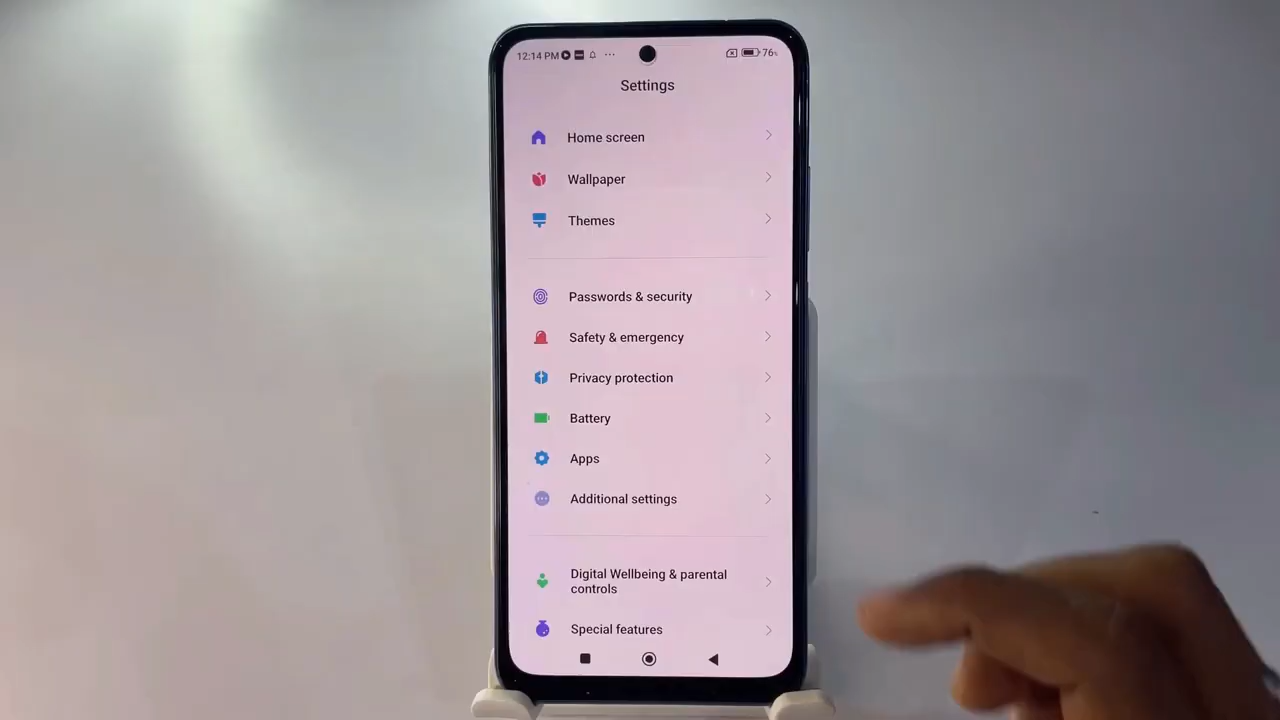 12:14 PM
76%
Settings
Home screen
Wallpaper
Themes
Passwords & security
Safety & emergency
Privacy protection
Battery
Apps
Additional settings
Digital Wellbeing & parental
controls
Special features